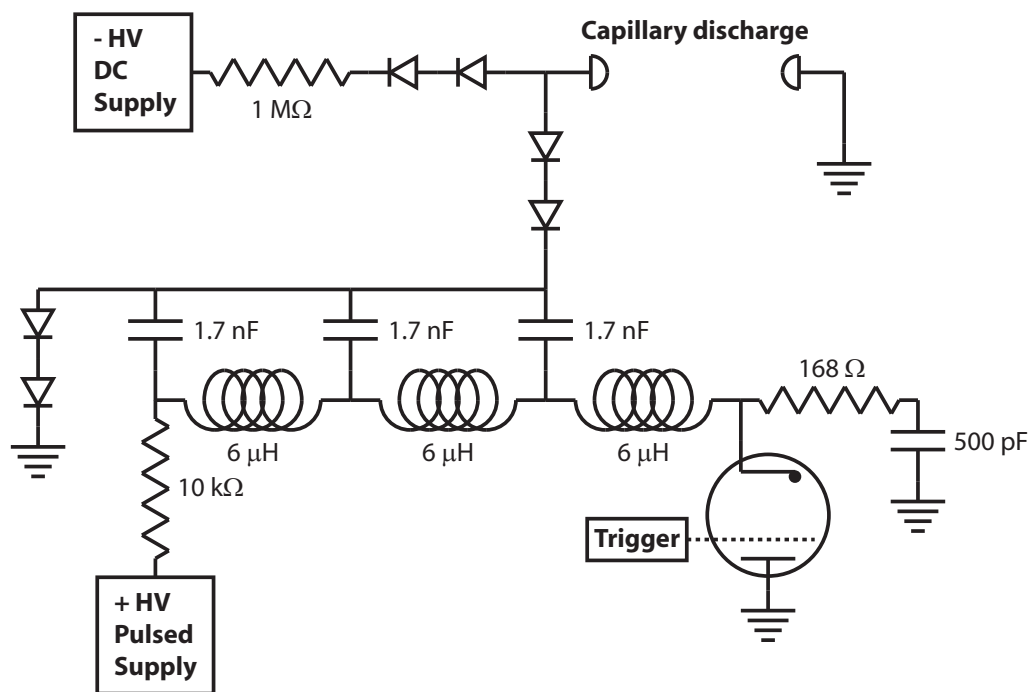 - HV
DC
Supply
1 MΩ
Capillary discharge
1.7 nF
1.7 nF
1.7 nF
168 Ω
6 μH
6 μH
6 μH
500 pF
10 kΩ
Trigger
+ HV
Pulsed
Supply